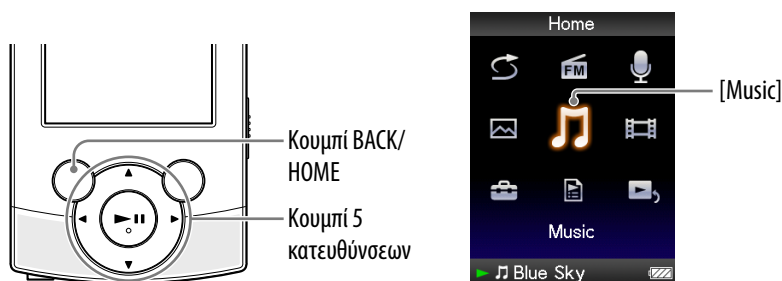 Κουμπί BACK/
HOME
Κουμπί 5
κατευθύνσεων
Home
FM
[Music]
Music
Blue Sky